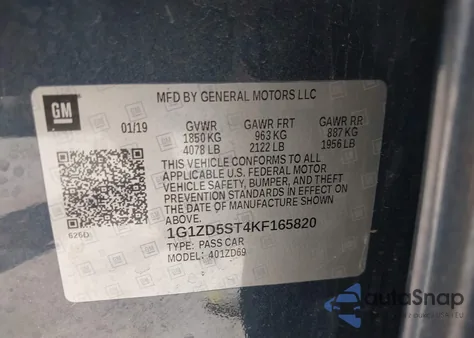 GM
MFD BY GENERAL MOTORS LLC
01/19 GVWR GAWR FRT GAWR RR
1850 KG 963 KG 887 KG
4078 LB 2122 LB 1956 LB
THIS VEHICLE CONFORMS TO ALL
APPLICABLE U.S. FEDERAL MOTOR
VEHICLE SAFETY, BUMPER, AND THEFT
PREVENTION STANDARDS IN EFFECT ON
THE DATE OF MANUFACTURE SHOWN
ABOVE.
626D
1G1ZD5ST4KF165820
TYPE: PASS CAR
MODEL: 401ZD69
autoSnap